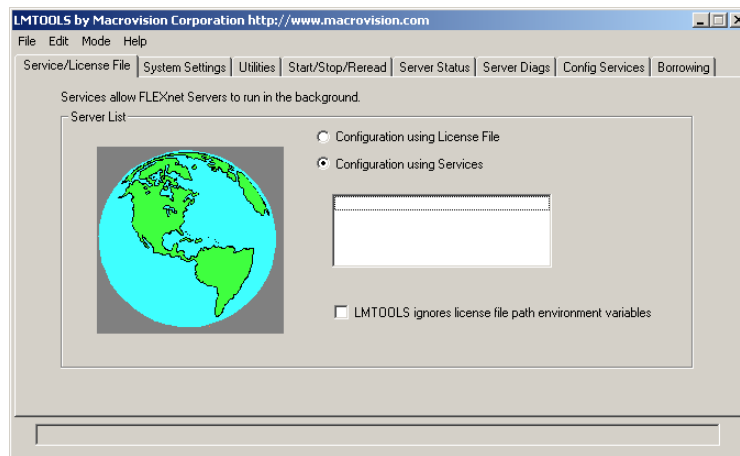 LMTOOLS by Macrovision Corporation http://www.macrovision.com
File Edit Mode Help
Service/License File System Settings Utilities Start/Stop/Reread Server Status Server Diags Config Services Borrowing
Services allow FLEXnet Servers to run in the background.
Server List
Configuration using License File
Configuration using Services
LMTOOLS ignores license file path environment variables